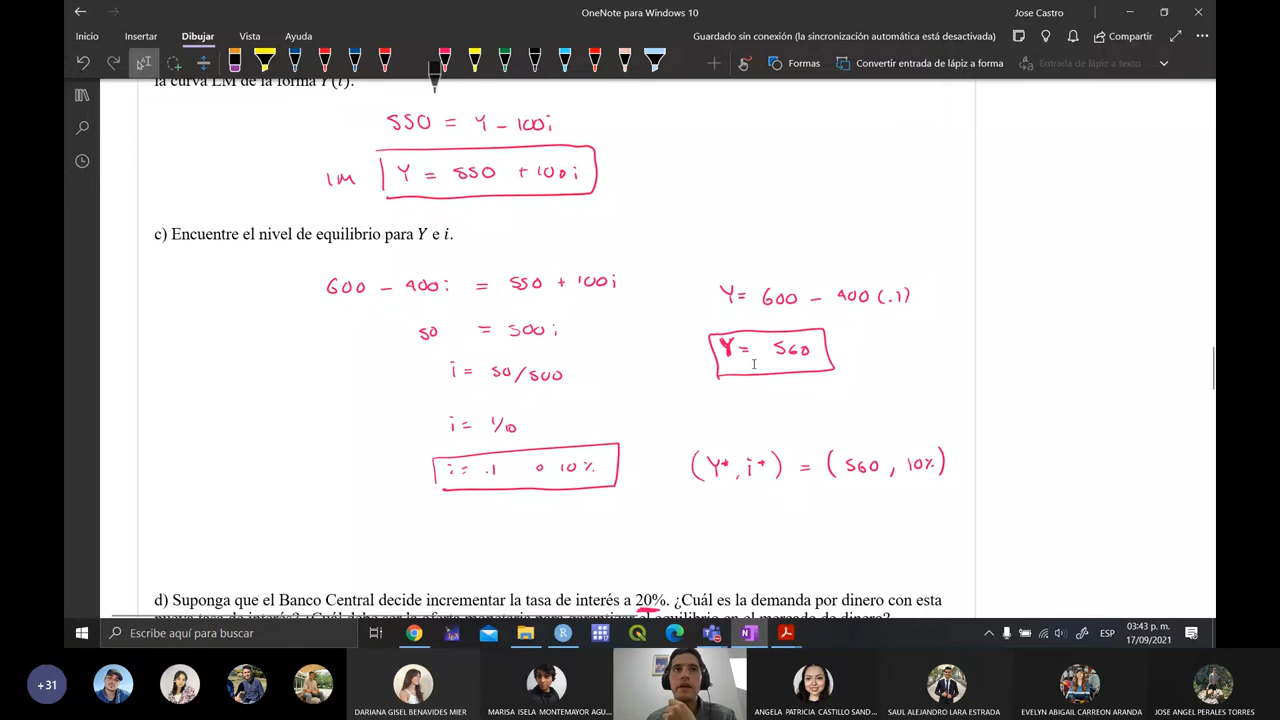 OneNote para Windows 10
Jose Castro
Inicio Insertar Dibujar Vista Ayuda
Guardado sin conexión (la sincronización automática está desactivada)
Compartir
Formas
Convertir entrada de lápiz a forma
Entrada de lápiz a texto
la curva LM de la forma Y(i).
550 = Y - 100i
LM Y = 550 + 100i
c) Encuentre el nivel de equilibrio para Y e i.
600 - 400i = 550 + 100i
50 = 500i
i = 50/500
i = 1/10
i = .1 o 10%
Y = 600 - 400(.1)
Y = 560
(Y*, i*) = (560, 10%)
d) Suponga que el Banco Central decide incrementar la tasa de interés a 20%. ¿Cuál es la demanda por dinero con esta
Escribe aquí para buscar
ESP
03:43 p. m.
17/09/2021
+31
DARIANA GISEL BENAVIDES MIER
MARISA ISELA MONTEMAYOR AGU...
ANGELA PATRICIA CASTILLO SAND...
SAUL ALEJANDRO LARA ESTRADA
EVELYN ABIGAIL CARREON ARANDA
JOSE ANGEL PERALES TORRES